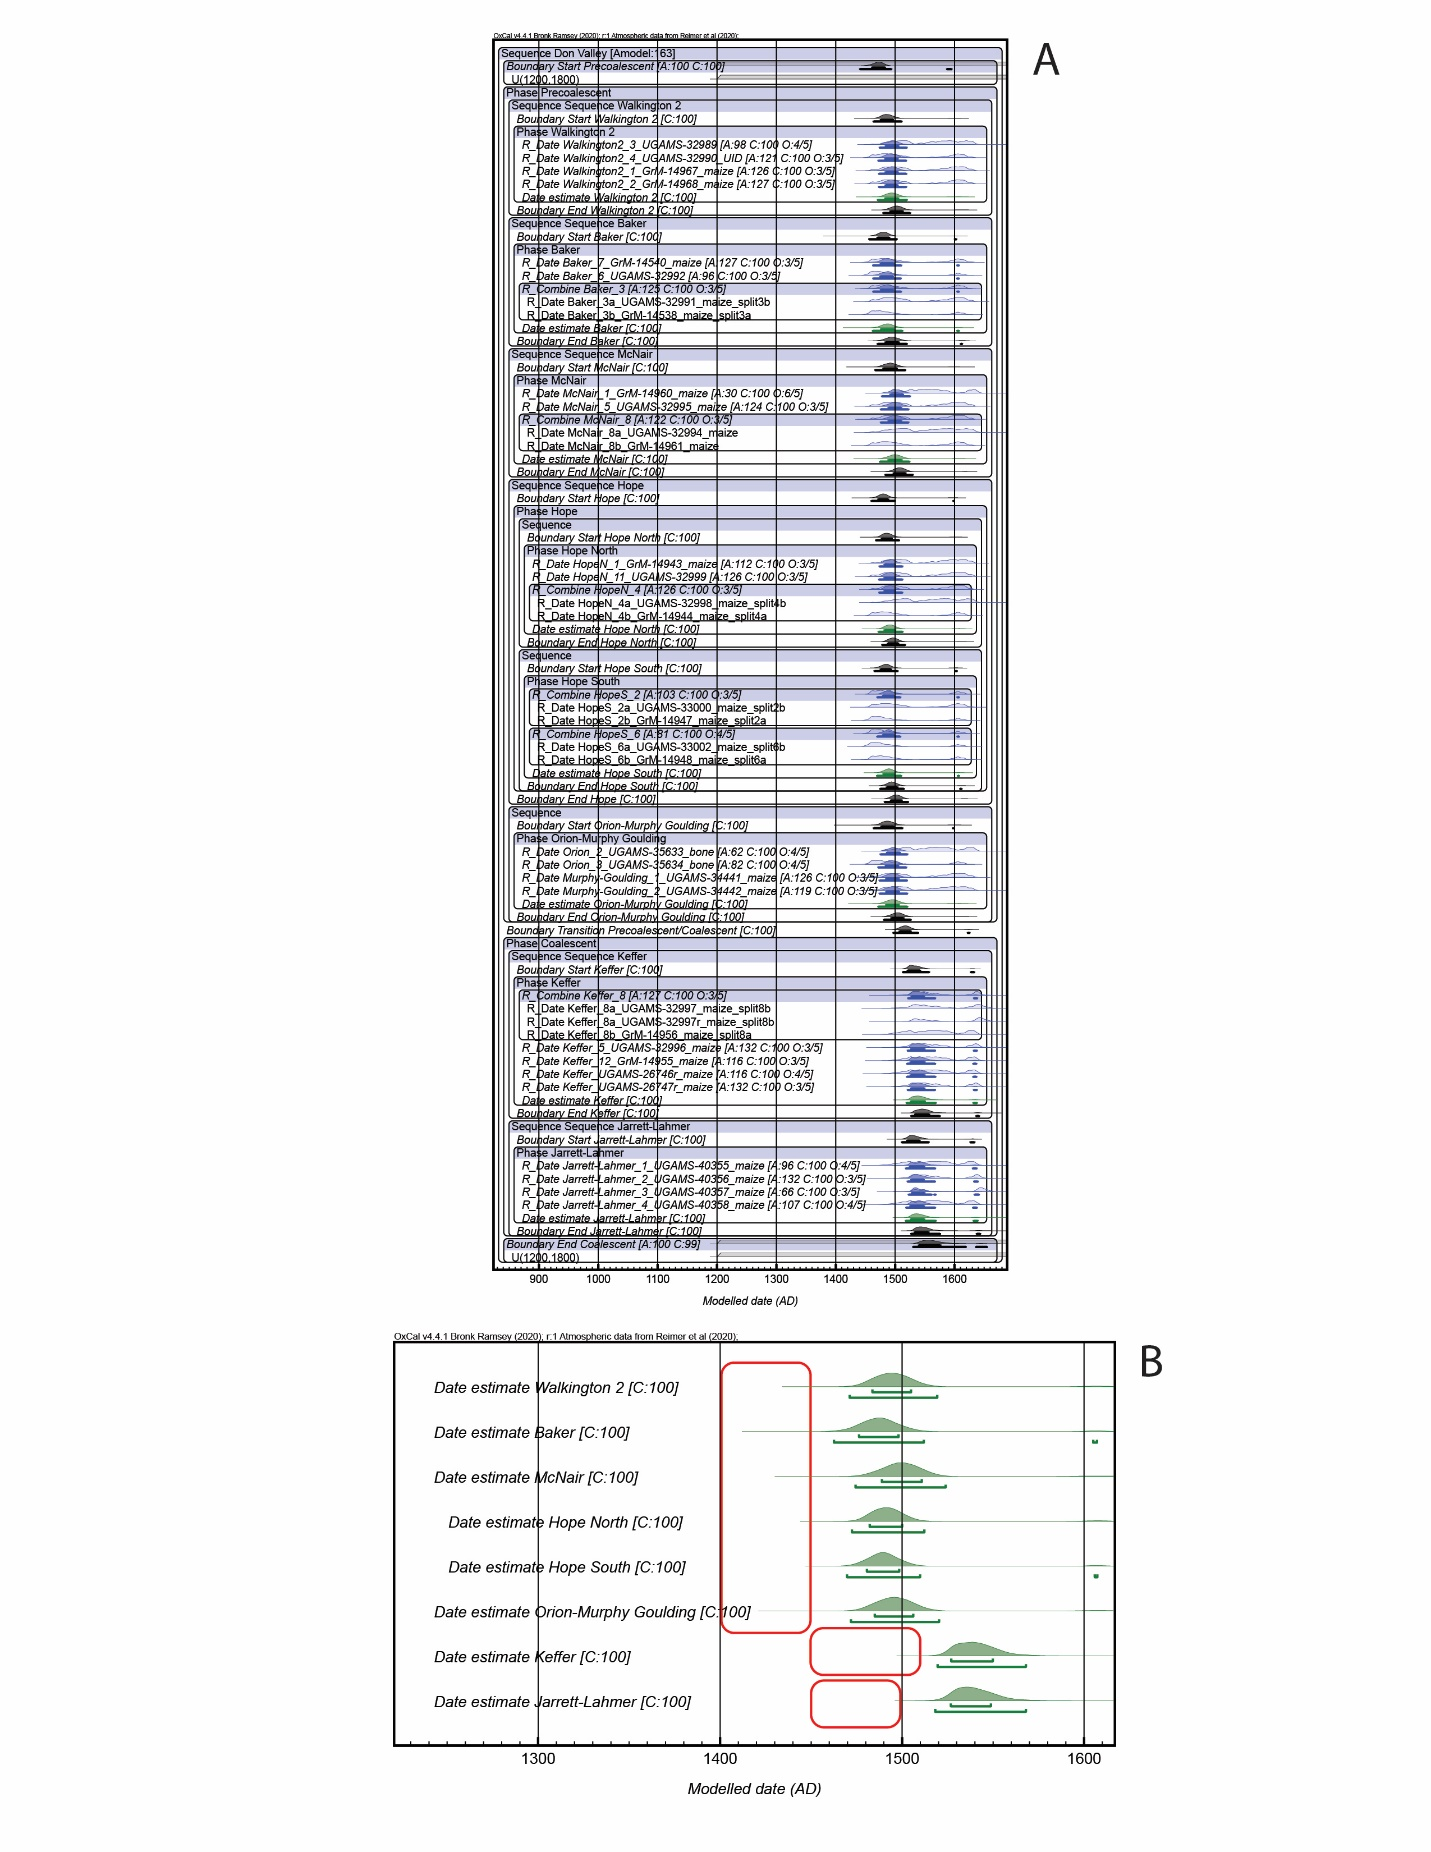 OxCal v4.4.1 Bronk Ramsey (2020); r:1 Atmospheric data from Reimer et al (2020);
A
Sequence Don Valley [Amodel:163]
Boundary Start Precoalescent [A:100 C:100]
U(1200,1800)
Phase Precoalescent
Sequence Sequence Walkington 2
Boundary Start Walkington 2 [C:100]
Phase Walkington 2
R_Date Walkington2_3_UGAMS-32989 [A:98 C:100 O:4/5]
R_Date Walkington2_4_UGAMS-32990_UID [A:121 C:100 O:3/5]
R_Date Walkington2_1_GrM-14967_maize [A:126 C:100 O:3/5]
R_Date Walkington2_2_GrM-14968_maize [A:127 C:100 O:3/5]
Date estimate Walkington 2 [C:100]
Boundary End Walkington 2 [C:100]
Sequence Sequence Baker
Boundary Start Baker [C:100]
Phase Baker
R_Date Baker_7_GrM-14540_maize [A:127 C:100 O:3/5]
R_Date Baker_6_UGAMS-32992 [A:96 C:100 O:3/5]
R_Combine Baker_3 [A:125 C:100 O:3/5]
R_Date Baker_3a_UGAMS-32991_maize_split3b
R_Date Baker_3b_GrM-14538_maize_split3a
Date estimate Baker [C:100]
Boundary End Baker [C:100]
Sequence Sequence McNair
Boundary Start McNair [C:100]
Phase McNair
R_Date McNair_1_GrM-14960_maize [A:30 C:100 O:6/5]
R_Date McNair_5_UGAMS-32995_maize [A:124 C:100 O:3/5]
R_Combine McNair_8 [A:122 C:100 O:3/5]
R_Date McNair_8a_UGAMS-32994_maize
R_Date McNair_8b_GrM-14961_maize
Date estimate McNair [C:100]
Boundary End McNair [C:100]
Sequence Sequence Hope
Boundary Start Hope [C:100]
Phase Hope
Sequence
Boundary Start Hope North [C:100]
Phase Hope North
R_Date HopeN_1_GrM-14943_maize [A:112 C:100 O:3/5]
R_Date HopeN_11_UGAMS-32999 [A:126 C:100 O:3/5]
R_Combine HopeN_4 [A:126 C:100 O:3/5]
R_Date HopeN_4a_UGAMS-32998_maize_split4b
R_Date HopeN_4b_GrM-14944_maize_split4a
Date estimate Hope North [C:100]
Boundary End Hope North [C:100]
Sequence
Boundary Start Hope South [C:100]
Phase Hope South
R_Combine HopeS_2 [A:103 C:100 O:3/5]
R_Date HopeS_2a_UGAMS-33000_maize_split2b
R_Date HopeS_2b_GrM-14947_maize_split2a
R_Combine HopeS_6 [A:81 C:100 O:4/5]
R_Date HopeS_6a_UGAMS-33002_maize_split6b
R_Date HopeS_6b_GrM-14948_maize_split6a
Date estimate Hope South [C:100]
Boundary End Hope South [C:100]
Boundary End Hope [C:100]
Sequence
Boundary Start Orion-Murphy Goulding [C:100]
Phase Orion-Murphy Goulding
R_Date Orion_2_UGAMS-35633_bone [A:62 C:100 O:4/5]
R_Date Orion_3_UGAMS-35634_bone [A:82 C:100 O:4/5]
R_Date Murphy-Goulding_1_UGAMS-34441_maize [A:126 C:100 O:3/5]
R_Date Murphy-Goulding_2_UGAMS-34442_maize [A:119 C:100 O:3/5]
Date estimate Orion-Murphy Goulding [C:100]
Boundary End Orion-Murphy Goulding [C:100]
Boundary Transition Precoalescent/Coalescent [C:100]
Phase Coalescent
Sequence Sequence Keffer
Boundary Start Keffer [C:100]
Phase Keffer
R_Combine Keffer_8 [A:127 C:100 O:3/5]
R_Date Keffer_8a_UGAMS-32997_maize_split8b
R_Date Keffer_8a_UGAMS-32997r_maize_split8b
R_Date Keffer_8b_GrM-14956_maize_split8a
R_Date Keffer_5_UGAMS-32996_maize [A:132 C:100 O:3/5]
R_Date Keffer_12_GrM-14955_maize [A:116 C:100 O:3/5]
R_Date Keffer_UGAMS-26746r_maize [A:116 C:100 O:4/5]
R_Date Keffer_UGAMS-26747r_maize [A:132 C:100 O:3/5]
Date estimate Keffer [C:100]
Boundary End Keffer [C:100]
Sequence Sequence Jarrett-Lahmer
Boundary Start Jarrett-Lahmer [C:100]
Phase Jarrett-Lahmer
R_Date Jarrett-Lahmer_1_UGAMS-40355_maize [A:96 C:100 O:4/5]
R_Date Jarrett-Lahmer_2_UGAMS-40356_maize [A:132 C:100 O:3/5]
R_Date Jarrett-Lahmer_3_UGAMS-40357_maize [A:66 C:100 O:3/5]
R_Date Jarrett-Lahmer_4_UGAMS-40358_maize [A:107 C:100 O:4/5]
Date estimate Jarrett-Lahmer [C:100]
Boundary End Jarrett-Lahmer [C:100]
Boundary End Coalescent [A:100 C:99]
U(1200,1800)
900 1000 1100 1200 1300 1400 1500 1600
Modelled date (AD)
OxCal v4.4.1 Bronk Ramsey (2020); r:1 Atmospheric data from Reimer et al (2020);
B
Date estimate Walkington 2 [C:100]
Date estimate Baker [C:100]
Date estimate McNair [C:100]
Date estimate Hope North [C:100]
Date estimate Hope South [C:100]
Date estimate Orion-Murphy Goulding [C:100]
Date estimate Keffer [C:100]
Date estimate Jarrett-Lahmer [C:100]
1300 1400 1500 1600
Modelled date (AD)